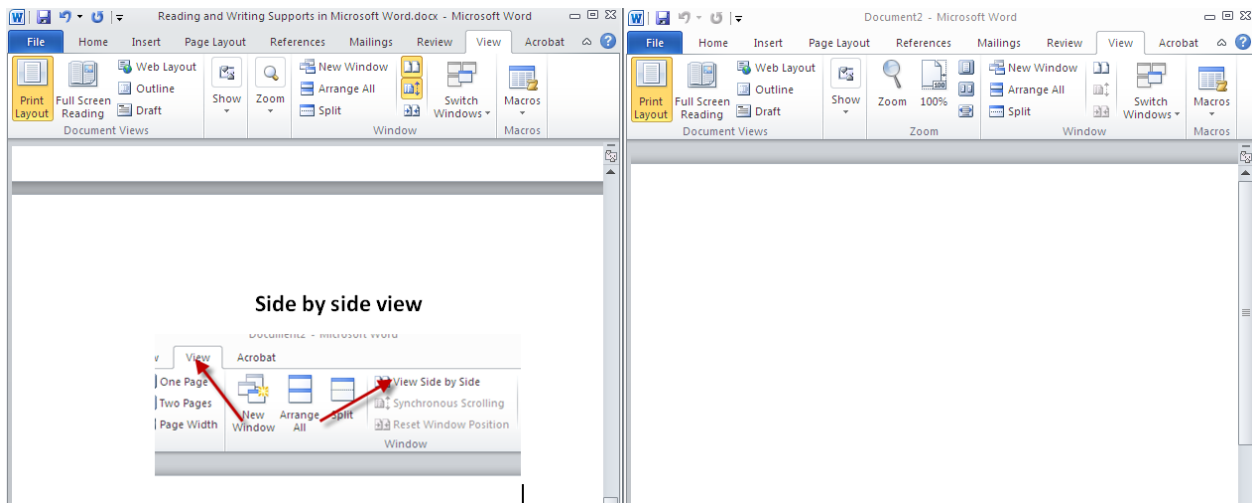 Reading and Writing Supports in Microsoft Word.docx - Microsoft Word
File Home Insert Page Layout References Mailings Review View Acrobat
Print Layout
Full Screen Reading
Web Layout
Outline
Draft
Document Views
Show
Zoom
New Window
Arrange All
Split
Switch Windows
Window
Macros
Macros
Side by side view
Document2 - Microsoft Word
View Acrobat
One Page
Two Pages
Page Width
New Window
Arrange All
Split
View Side by Side
Synchronous Scrolling
Reset Window Position
Window
Document2 - Microsoft Word
File Home Insert Page Layout References Mailings Review View Acrobat
Print Layout
Full Screen Reading
Web Layout
Outline
Draft
Document Views
Show
Zoom
100%
Zoom
New Window
Arrange All
Split
Switch Windows
Window
Macros
Macros